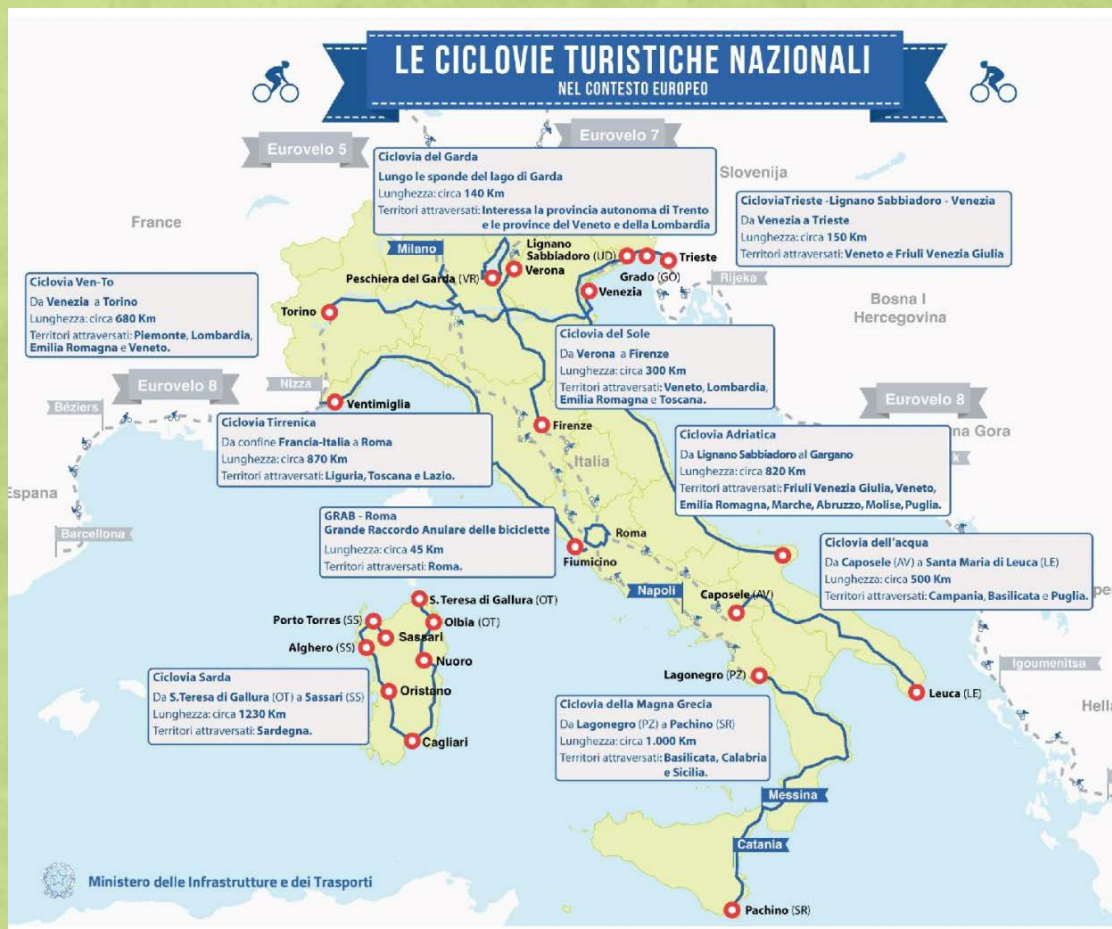 LE CICLOVIE TURISTICHE NAZIONALI
NEL CONTESTO EUROPEO
Eurovelo 5
Eurovelo 7
Slovenija
France
Ciclovia del Garda
Lungo le sponde del lago di Garda
Lunghezza: circa 140 Km
Territori attraversati: Interessa la provincia autonoma di Trento
e le province del Veneto e della Lombardia
CicloviaTrieste -Lignano Sabbiadoro - Venezia
Da Venezia a Trieste
Lunghezza: circa 150 Km
Territori attraversati: Veneto e Friuli Venezia Giulia
Milano
Lignano
Sabbiadoro (UD)
Trieste
Verona
Grado (GO)
Peschiera del Garda (VR)
Venezia
Rijeka
Bosna I
Hercegovina
Ciclovia Ven-To
Da Venezia a Torino
Lunghezza: circa 680 Km
Territori attraversati: Piemonte, Lombardia,
Emilia Romagna e Veneto.
Torino
Ciclovia del Sole
Da Verona a Firenze
Lunghezza: circa 300 Km
Territori attraversati: Veneto, Lombardia,
Emilia Romagna e Toscana.
Eurovelo 8
Nizza
Eurovelo 8
Béziers
Ventimiglia
Ciclovia Tirrenica
Da confine Francia-Italia a Roma
Lunghezza: circa 870 Km
Territori attraversati: Liguria, Toscana e Lazio.
Firenze
Italia
na Gora
k
Ciclovia Adriatica
Da Lignano Sabbiadoro al Gargano
Lunghezza: circa 820 Km
Territori attraversati: Friuli Venezia Giulia, Veneto,
Emilia Romagna, Marche, Abruzzo, Molise, Puglia.
Espana
Barcellona
GRAB - Roma
Grande Raccordo Anulare delle biciclette
Lunghezza: circa 45 Km
Territori attraversati: Roma.
Roma
Fiumicino
Ciclovia dell'acqua
Da Caposele (AV) a Santa Maria di Leuca (LE)
Lunghezza: circa 500 Km
Territori attraversati: Campania, Basilicata e Puglia.
Napoli
Caposele (AV)
S. Teresa di Gallura (OT)
Porto Torres (SS)
Olbia (OT)
Sassari
Alghero (SS)
Nuoro
Oristano
Cagliari
Ciclovia Sarda
Da S.Teresa di Gallura (OT) a Sassari (SS)
Lunghezza: circa 1230 Km
Territori attraversati: Sardegna.
Lagonegro (PZ)
Igoumenitsa
Leuca (LE)
Hella
Ciclovia della Magna Grecia
Da Lagonegro (PZ) a Pachino (SR)
Lunghezza: circa 1.000 Km
Territori attraversati: Basilicata, Calabria
e Sicilia.
Messina
Catania
Pachino (SR)
Ministero delle Infrastrutture e dei Trasporti